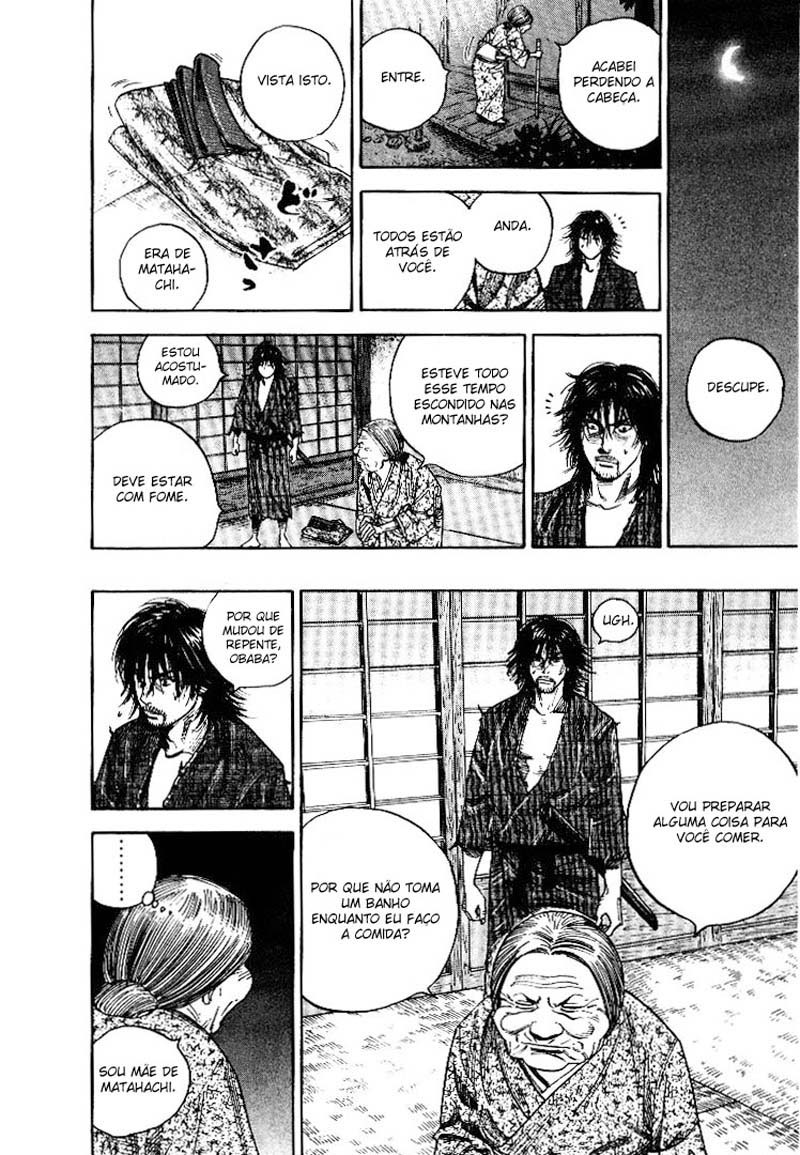 DESCUPE.
ACABEI
PERDENDO A
CABEÇA.
ENTRE.
ANDA.
TODOS ESTÃO
ATRÁS DE
VOCÊ.
VISTA ISTO.
ERA DE
MATAHA-
CHI.
ESTEVE TODO
ESSE TEMPO
ESCONDIDO NAS
MONTANHAS?
ESTOU
ACOSTU-
MADO.
DEVE ESTAR
COM FOME.
UGH.
VOU PREPARAR
ALGUMA COISA PARA
VOCÊ COMER.
POR QUE NÃO TOMA
UM BANHO
ENQUANTO EU FAÇO
A COMIDA?
POR QUE
MUDOU DE
REPENTE,
OBABA?
........
SOU MÃE DE
MATAHACHI.